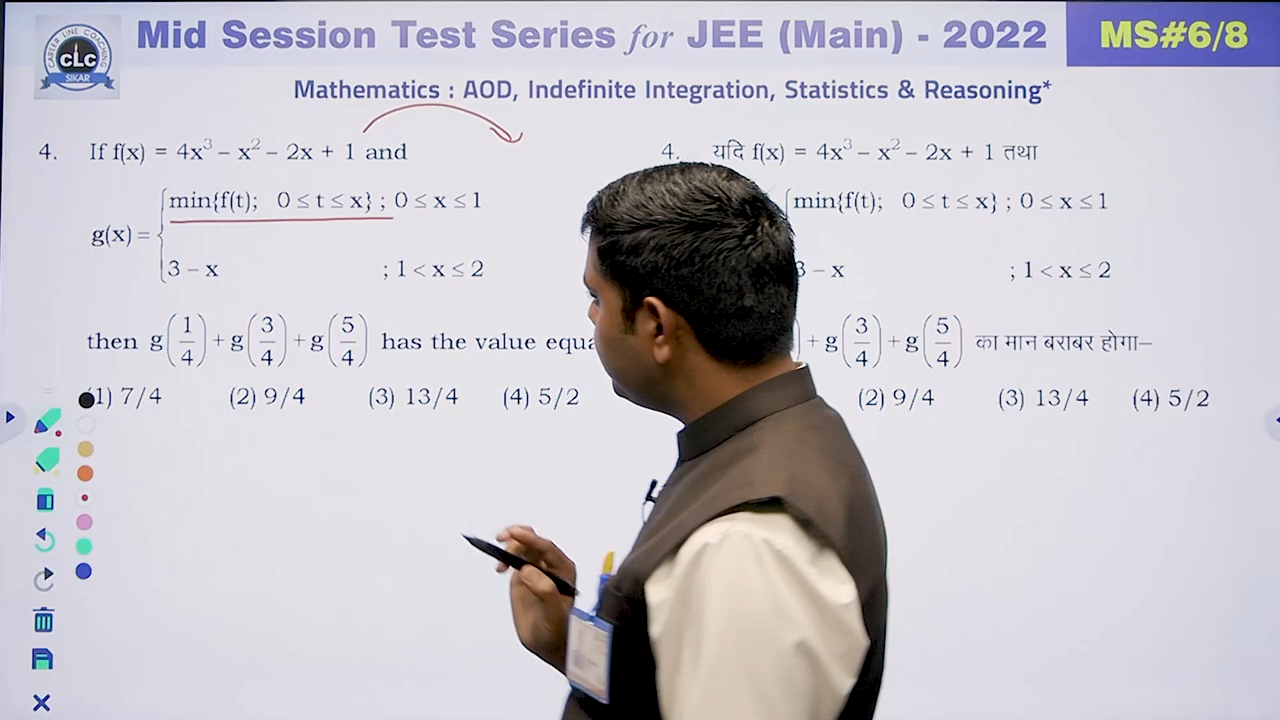 CAREER LINE COACHING
CLC
SIKAR
Mid Session Test Series for JEE (Main) - 2022
MS#6/8
Mathematics : AOD, Indefinite Integration, Statistics & Reasoning*
4. If f(x) = 4x³ – x² – 2x + 1 and
g(x) = { min{f(t); 0 ≤ t ≤ x} ; 0 ≤ x ≤ 1
3 – x ; 1 < x ≤ 2
then g(1/4) + g(3/4) + g(5/4) has the value equa
(1) 7/4 (2) 9/4 (3) 13/4 (4) 5/2
4. यदि f(x) = 4x³ – x² – 2x + 1 तथा
min{f(t); 0 ≤ t ≤ x} ; 0 ≤ x ≤ 1
3 – x ; 1 < x ≤ 2
) + g(3/4) + g(5/4) का मान बराबर होगा–
(2) 9/4 (3) 13/4 (4) 5/2